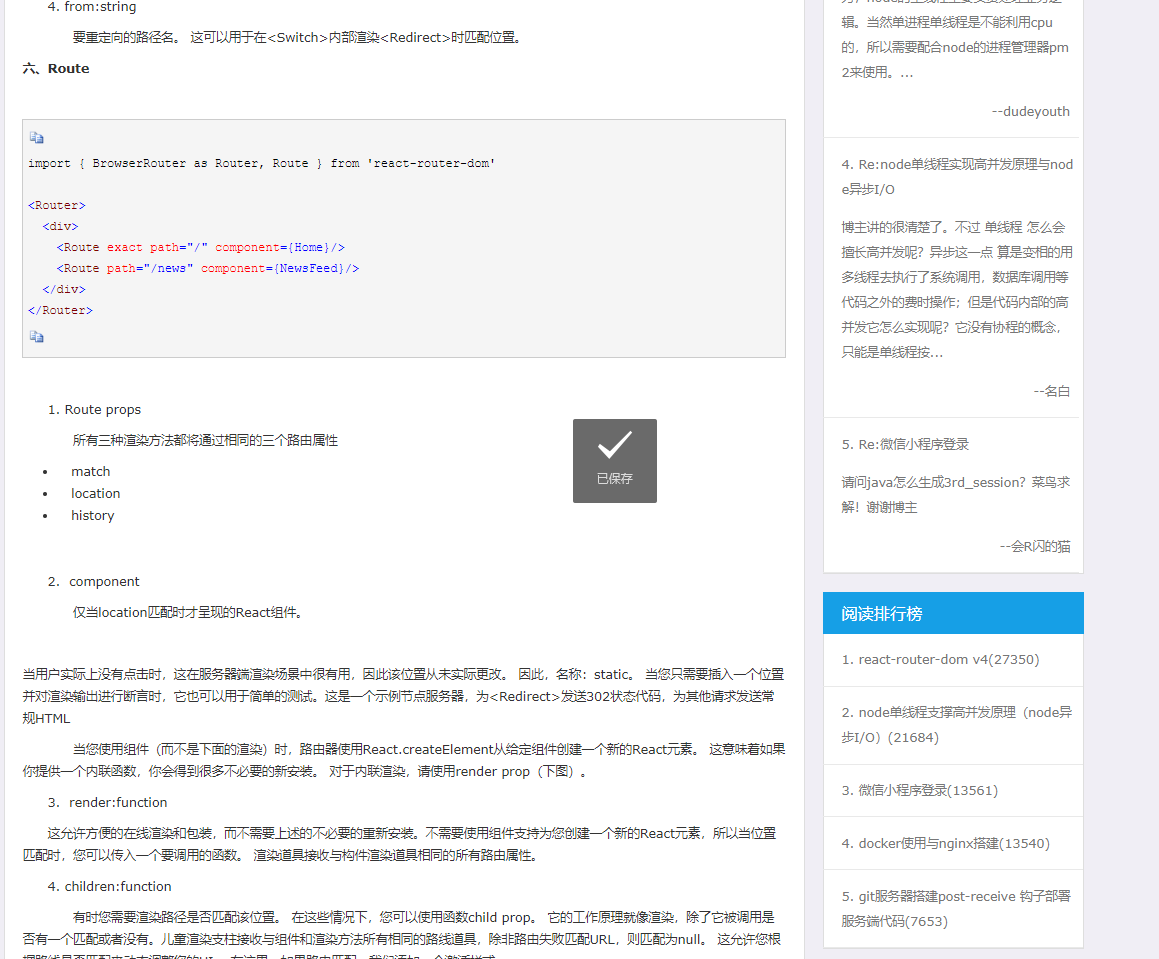 4. from:string
要重定向的路径名。 这可以用于在<Switch>内部渲染<Redirect>时匹配位置。
六、Route
import { BrowserRouter as Router, Route } from 'react-router-dom'
<Router>
<div>
<Route exact path="/" component={Home}/>
<Route path="/news" component={NewsFeed}/>
</div>
</Router>
1. Route props
所有三种渲染方法都将通过相同的三个路由属性
• match
• location
• history
已保存
2. component
仅当location匹配时才呈现的React组件。
当用户实际上没有点击时，这在服务器端渲染场景中很有用，因此该位置从未实际更改。 因此，名称：static。 当您只需要插入一个位置
并对渲染输出进行断言时，它也可以用于简单的测试。这是一个示例节点服务器，为<Redirect>发送302状态代码，为其他请求发送常
规HTML
当您使用组件（而不是下面的渲染）时，路由器使用React.createElement从给定组件创建一个新的React元素。 这意味着如果
你提供一个内联函数，你会得到很多不必要的新安装。 对于内联渲染，请使用render prop（下图）。
3. render:function
这允许方便的在线渲染和包装，而不需要上述的不必要的重新安装。不需要使用组件支持为您创建一个新的React元素，所以当位置
匹配时，您可以传入一个要调用的函数。 渲染道具接收与构件渲染道具相同的所有路由属性。
4. children:function
有时您需要渲染路径是否匹配该位置。 在这些情况下，您可以使用函数child prop。 它的工作原理就像渲染，除了它被调用是
否有一个匹配或者没有。儿童渲染支柱接收与组件和渲染方法所有相同的路线道具，除非路由失败匹配URL，则匹配为null。 这允许您根
辑。当然单进程单线程是不能利用cpu
的，所以需要配合node的进程管理器pm
2来使用。...
--dudeyouth
4. Re:node单线程实现高并发原理与nod
e异步I/O
博主讲的很清楚了。不过 单线程 怎么会
擅长高并发呢？异步这一点 算是变相的用
多线程去执行了系统调用，数据库调用等
代码之外的费时操作；但是代码内部的高
并发它怎么实现呢？它没有协程的概念，
只能是单线程按...
--名白
5. Re:微信小程序登录
请问java怎么生成3rd_session？菜鸟求
解！谢谢博主
--会R闪的猫
阅读排行榜
1. react-router-dom v4(27350)
2. node单线程支撑高并发原理（node异
步I/O）(21684)
3. 微信小程序登录(13561)
4. docker使用与nginx搭建(13540)
5. git服务器搭建post-receive 钩子部署
服务端代码(7653)